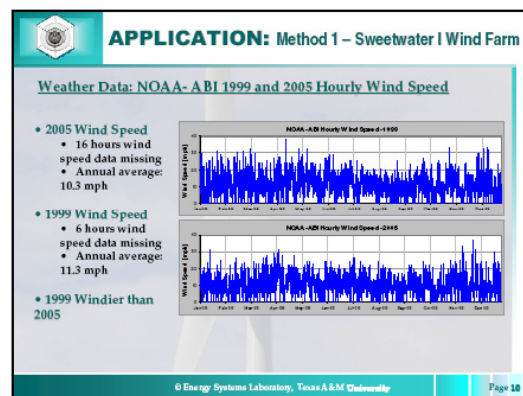 APPLICATION: Method 1 – Sweetwater I Wind Farm
Weather Data: NOAA- ABI 1999 and 2005 Hourly Wind Speed
• 2005 Wind Speed
• 16 hours wind
speed data missing
• Annual average:
10.3 mph
• 1999 Wind Speed
• 6 hours wind
speed data missing
• Annual average:
11.3 mph
• 1999 Windier than
2005
NOAA-ABI Hourly Wind Speed-1999
Wind Speed [mph]
NOAA-ABI Hourly Wind Speed-2005
Wind Speed [mph]
© Energy Systems Laboratory, Texas A&M University
Page 10